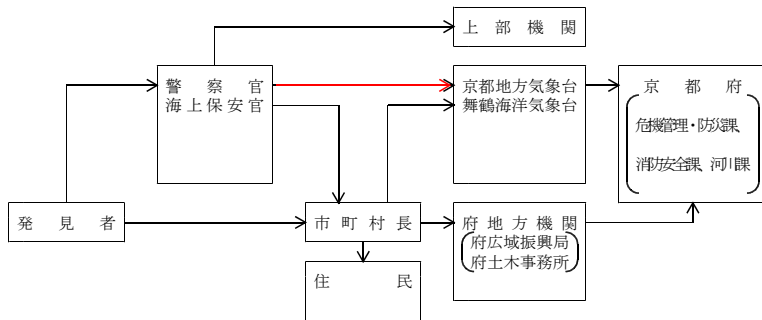 上部機関
警察官
海上保安官
京都地方気象台
舞鶴海洋気象台
京都府
危機管理・防災課、
消防安全課、河川課
発見者
市町村長
府地方機関
府広域振興局
府土木事務所
住民